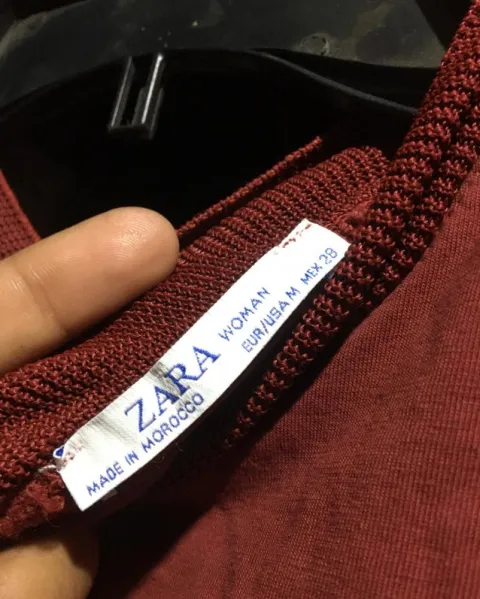 ZARA WOMAN
EUR/USA M MEX 28
MADE IN MOROCCO